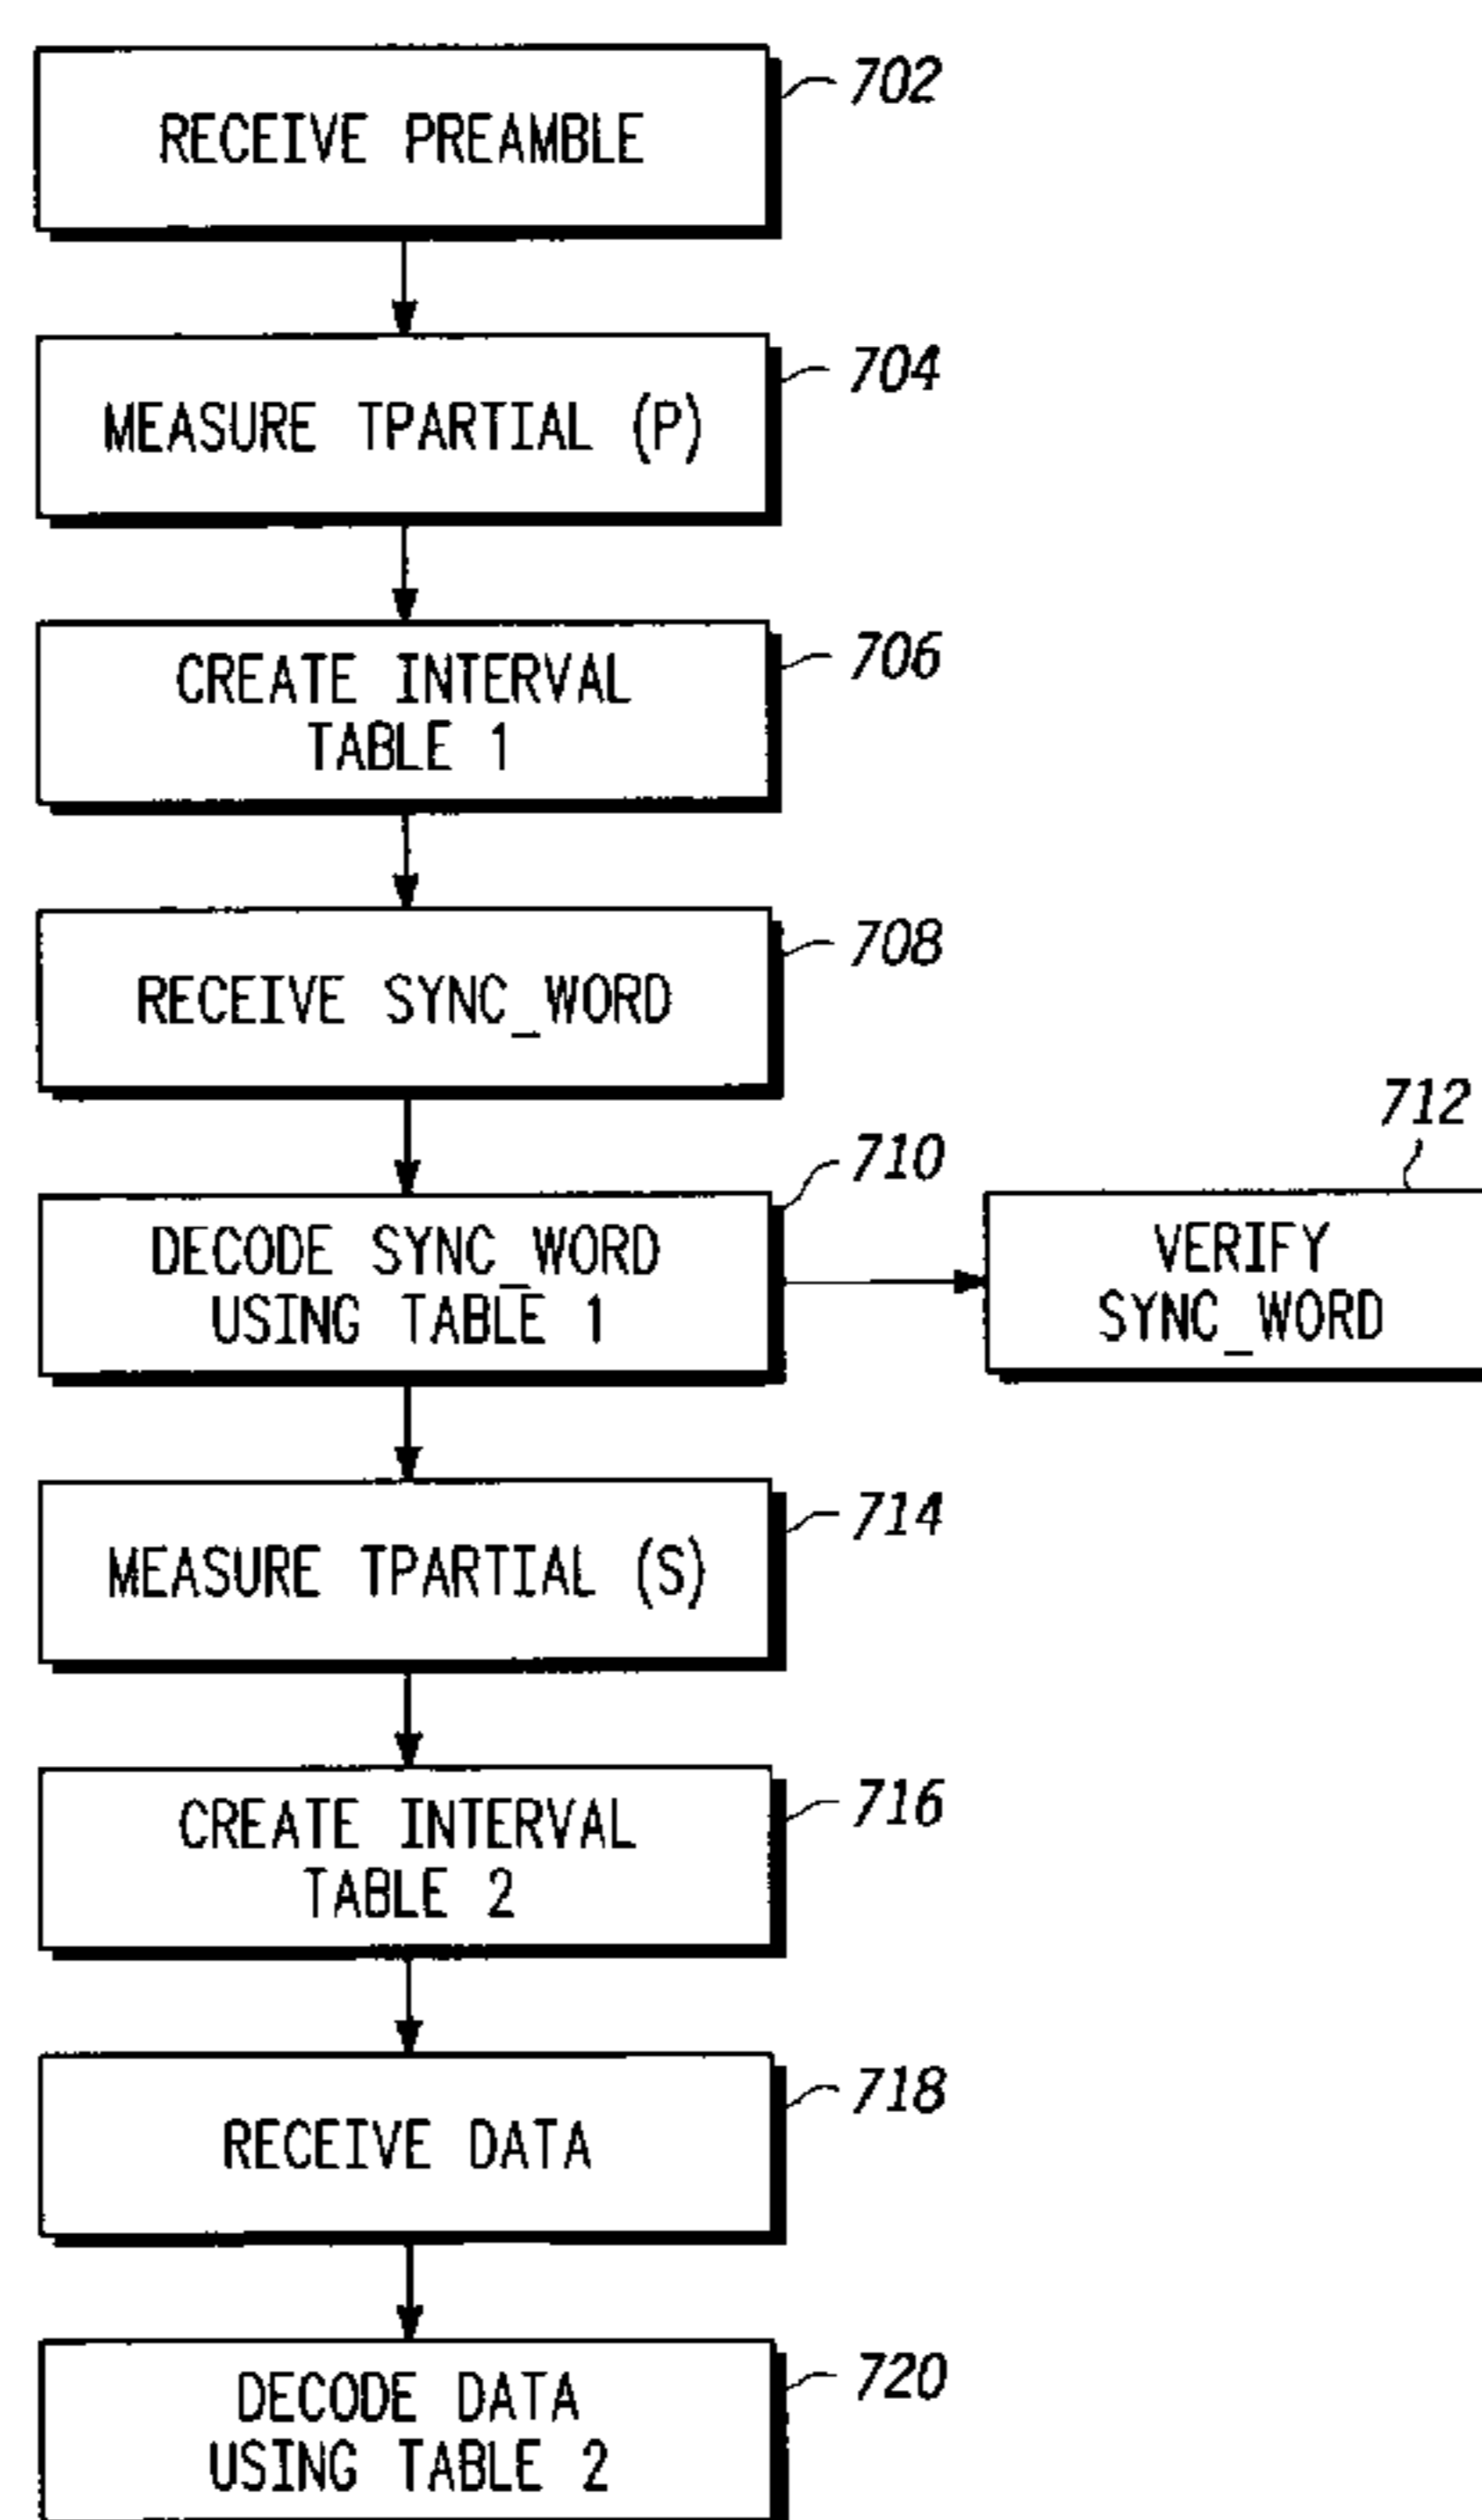 RECEIVE PREAMBLE
702
MEASURE TPARTIAL (P)
704
CREATE INTERVAL
TABLE 1
706
RECEIVE SYNC_WORD
708
DECODE SYNC_WORD
USING TABLE 1
710
VERIFY
SYNC_WORD
712
MEASURE TPARTIAL (S)
714
CREATE INTERVAL
TABLE 2
716
RECEIVE DATA
718
DECODE DATA
USING TABLE 2
720